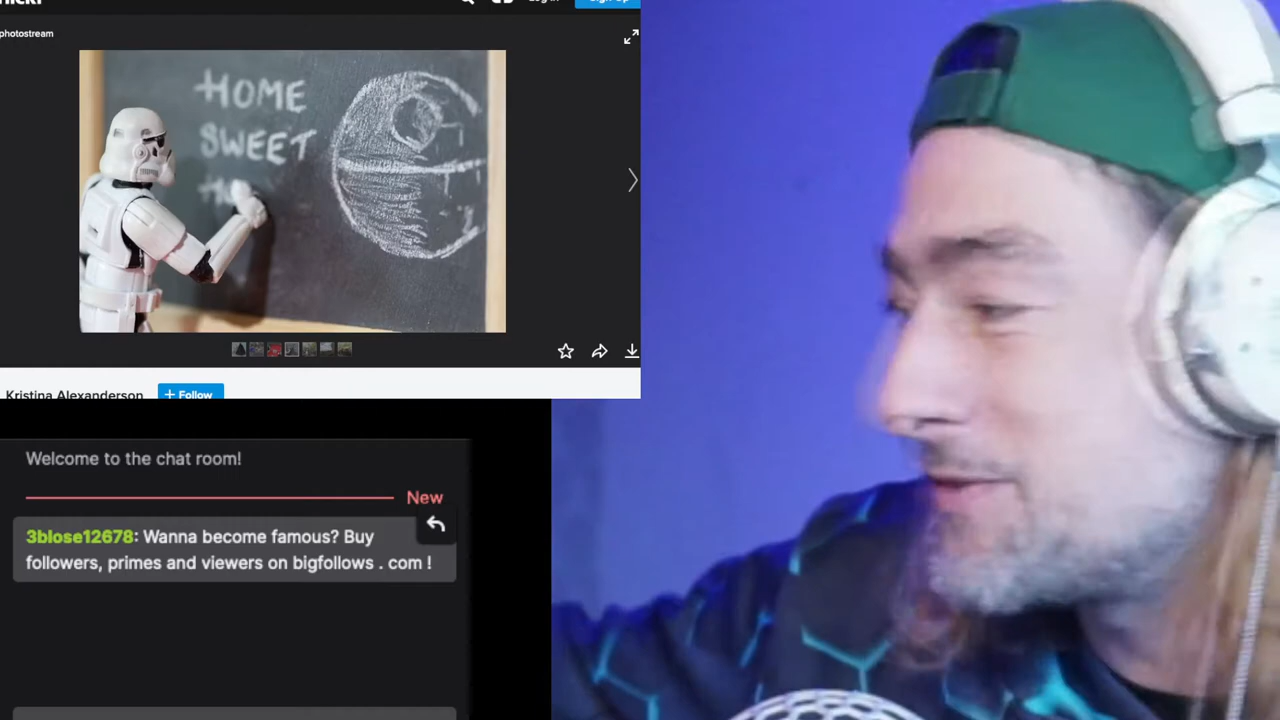 photostream
HOME
SWEET
Kristina Alexanderson
+ Follow
Welcome to the chat room!
New
3blose12678: Wanna become famous? Buy
followers, primes and viewers on bigfollows . com !